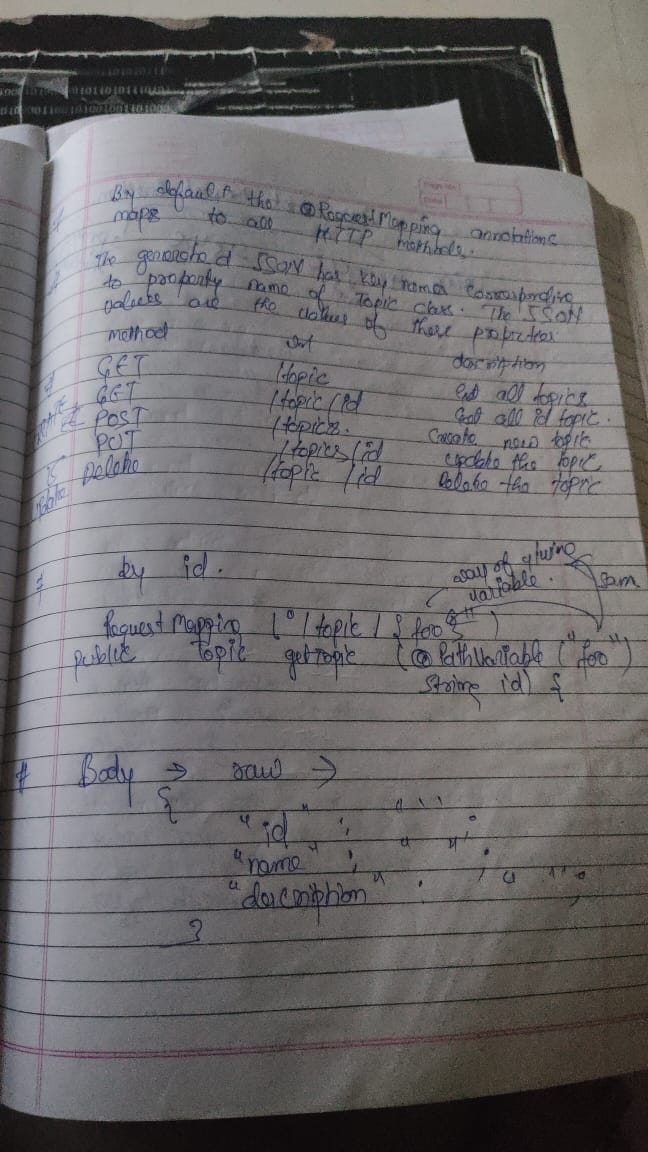 By default the @RequestMapping annotations
maps to all HTTP methods.
The generated JSON has key names corresponding
to property name of Topic class. The JSON
values are the values of these properties
method url description
GET /topic Get all topics
GET /topic/id Get all id topic.
POST /topics. Create new topic
PUT /topics/id update the topic
Delete /topic/id Delete the topic
# by id.
way of
variable.
Sam
Request Mapping ("/topic/{foo}")
public Topic getTopic (@PathVariable ("foo")
String id) {
# Body → raw →
{
"id" : " " ;
"name" : " " ;
"description" : " " ;
}